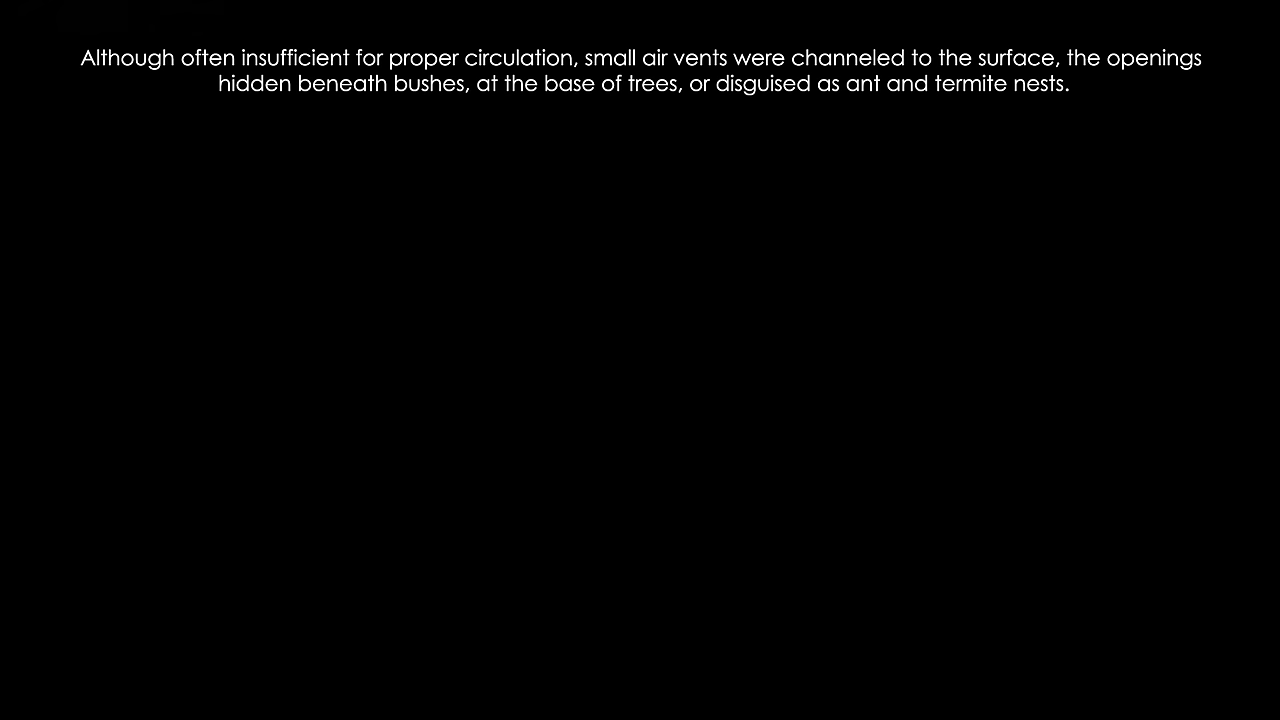 Although often insufficient for proper circulation, small air vents were channeled to the surface, the openings
hidden beneath bushes, at the base of trees, or disguised as ant and termite nests.